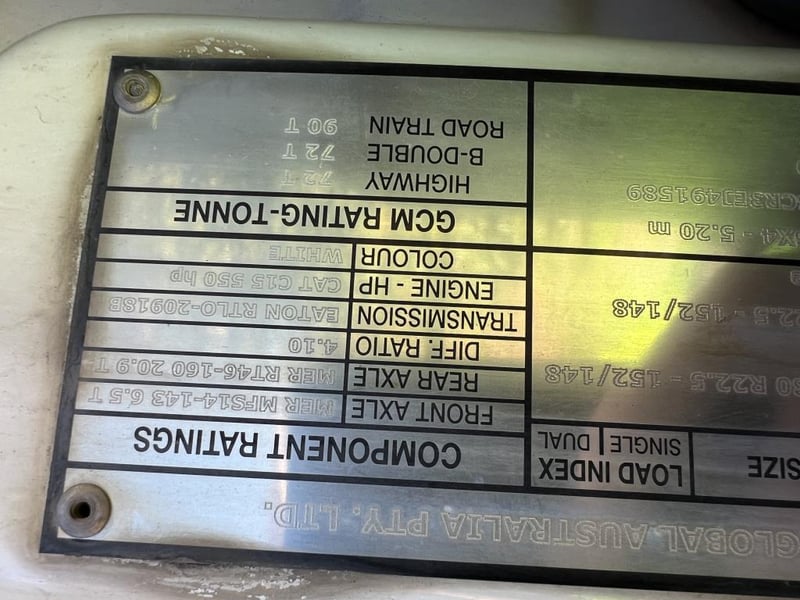 GLOBAL AUSTRALIA PTY. LTD.
SIZE
LOAD INDEX
SINGLE DUAL
80 R22.5 - 152/148
R22.5 - 152/148
X4 - 5.20 m
CR3EJ491589
COMPONENT RATINGS
FRONT AXLE MER MFS14-143 6.5 T
REAR AXLE MER RT46-160 20.9 T
DIFF. RATIO 4.10
TRANSMISSION EATON RTLO-20918B
ENGINE - HP CAT C15 550 hp
COLOUR WHITE
GCM RATING-TONNE
HIGHWAY 72 T
B-DOUBLE 72 T
ROAD TRAIN 90 T